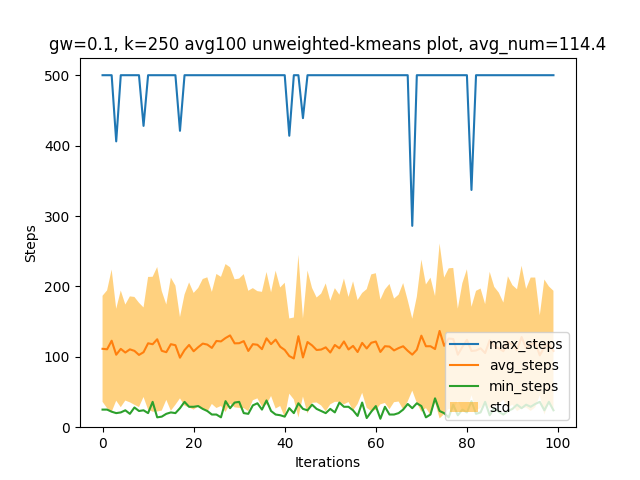 gw=0.1, k=250 avg100 unweighted-kmeans plot, avg_num=114.4
500
400
300
200
100
0
Steps
max_steps
avg_steps
min_steps
std
0 20 40 60 80 100
Iterations